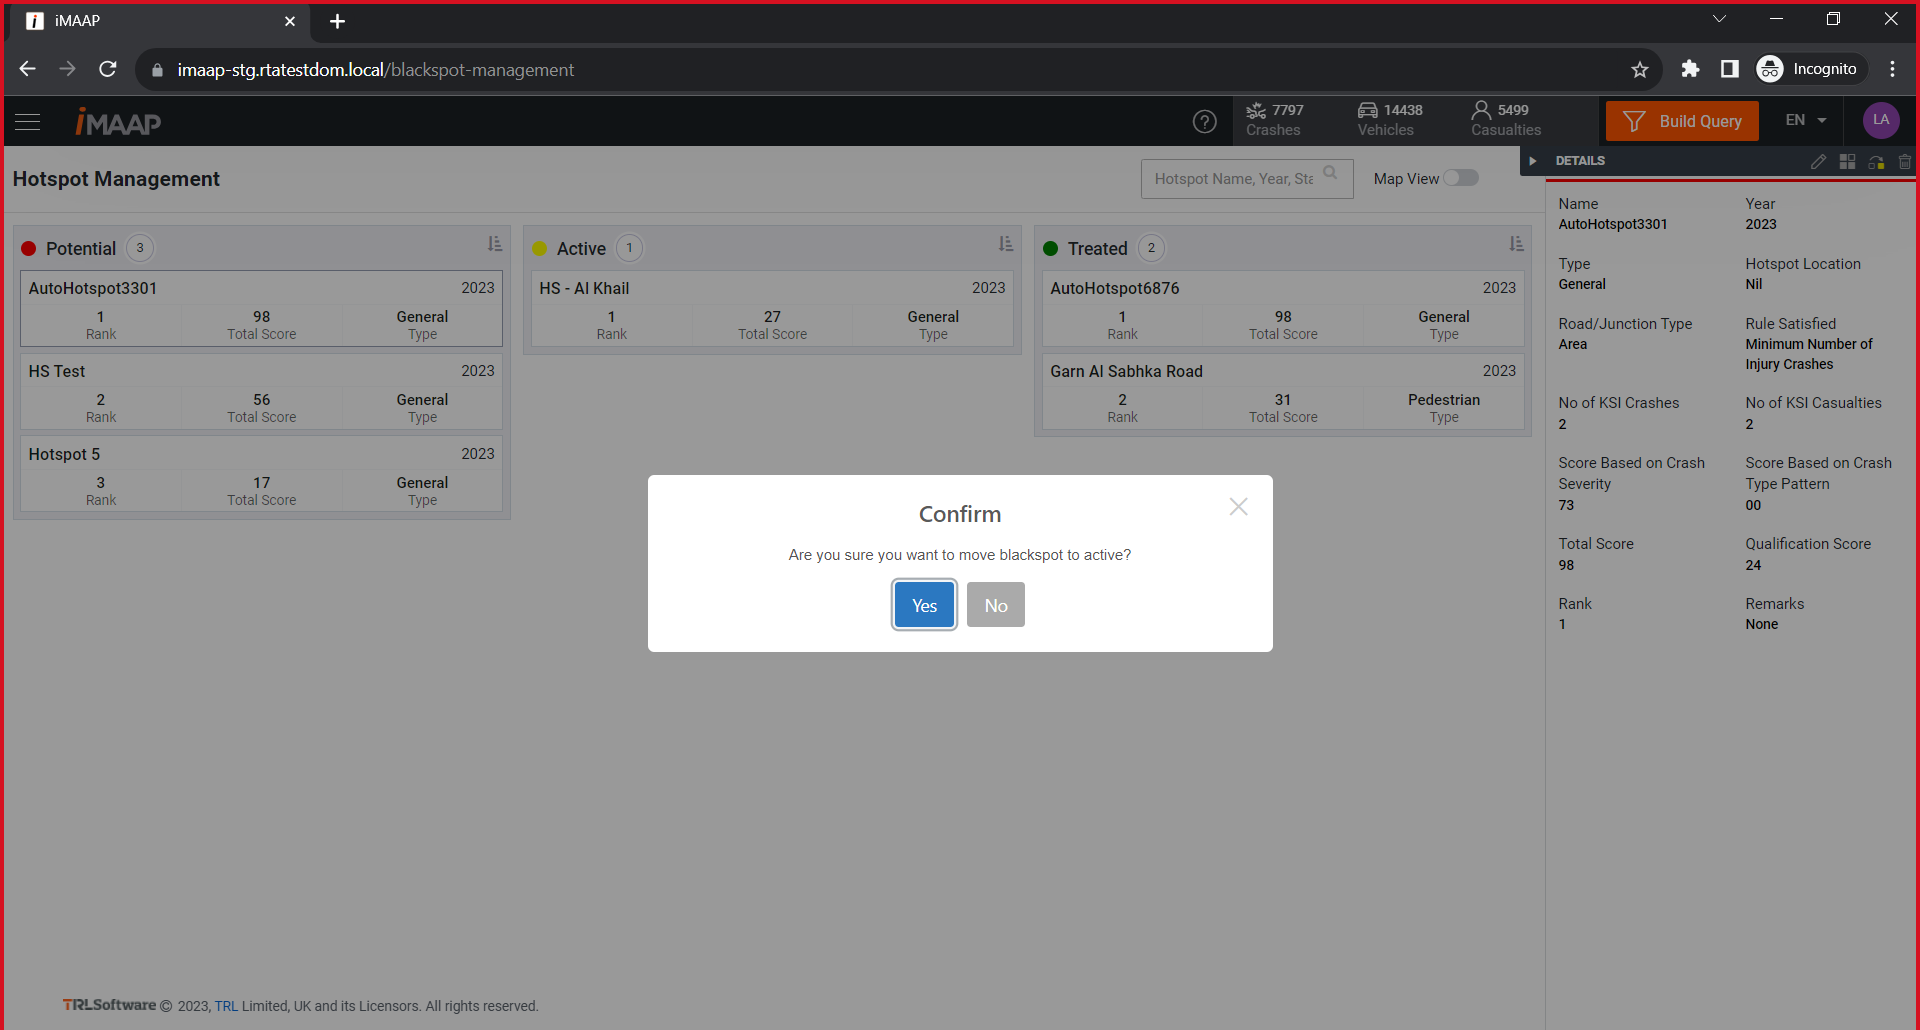 iMAAP
imaap-stg.rtatestdom.local/blackspot-management
Incognito
iMAAP
7797
Crashes
14438
Vehicles
5499
Casualties
Build Query
EN
LA
Hotspot Management
Hotspot Name, Year, Sta
Map View
DETAILS
Potential 3
AutoHotspot3301 2023
1 98 General
Rank Total Score Type
HS Test 2023
2 56 General
Rank Total Score Type
Hotspot 5 2023
3 17 General
Rank Total Score Type
Active 1
HS - Al Khail 2023
1 27 General
Rank Total Score Type
Treated 2
AutoHotspot6876 2023
1 98 General
Rank Total Score Type
Garn Al Sabhka Road 2023
2 31 Pedestrian
Rank Total Score Type
Name Year
AutoHotspot3301 2023
Type Hotspot Location
General Nil
Road/Junction Type Rule Satisfied
Area Minimum Number of
Injury Crashes
No of KSI Crashes No of KSI Casualties
2 2
Score Based on Crash Score Based on Crash
Severity Type Pattern
73 00
Total Score Qualification Score
98 24
Rank Remarks
1 None
Confirm
Are you sure you want to move blackspot to active?
Yes No
TRLSoftware © 2023, TRL Limited, UK and its Licensors. All rights reserved.